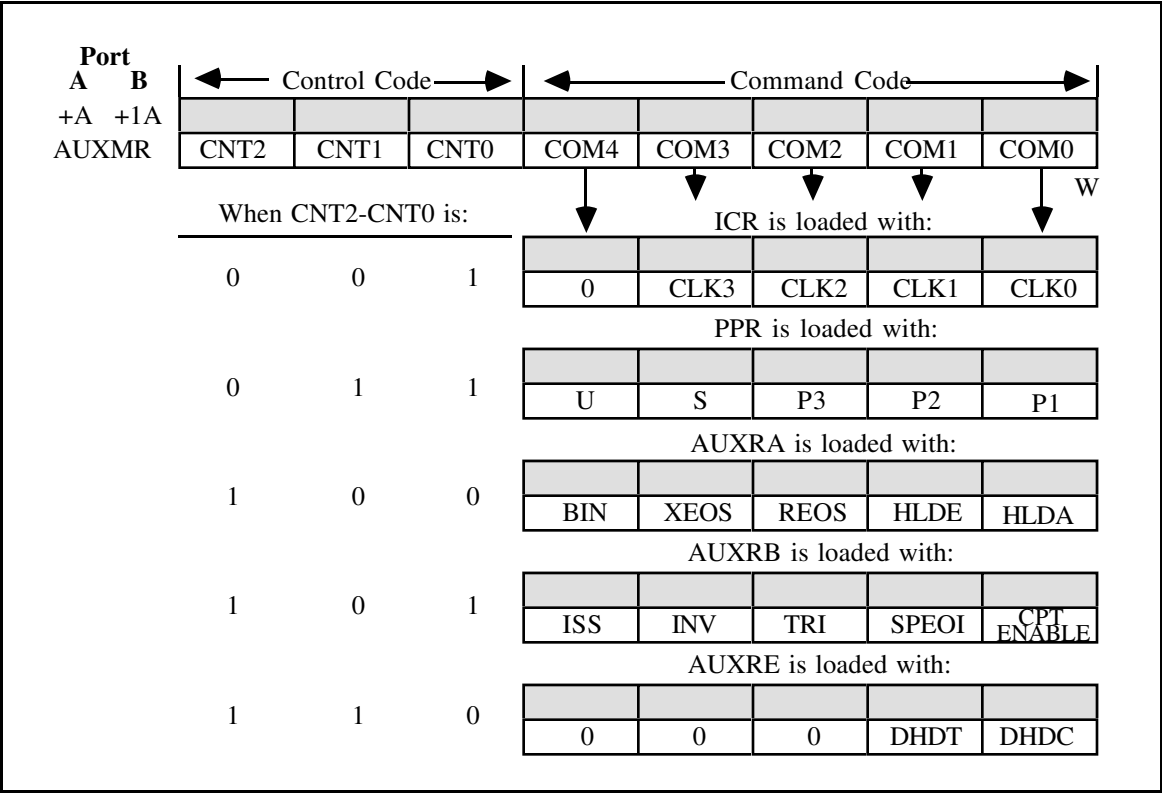 Port
A B Control Code Command Code
+A +1A
AUXMR CNT2 CNT1 CNT0 COM4 COM3 COM2 COM1 COM0
W
When CNT2-CNT0 is: ICR is loaded with:
0 0 1 0 CLK3 CLK2 CLK1 CLK0
PPR is loaded with:
0 1 1 U S P3 P2 P1
AUXRA is loaded with:
1 0 0 BIN XEOS REOS HLDE HLDA
AUXRB is loaded with:
1 0 1 ISS INV TRI SPEOI CPT ENABLE
AUXRE is loaded with:
1 1 0 0 0 0 DHDT DHDC